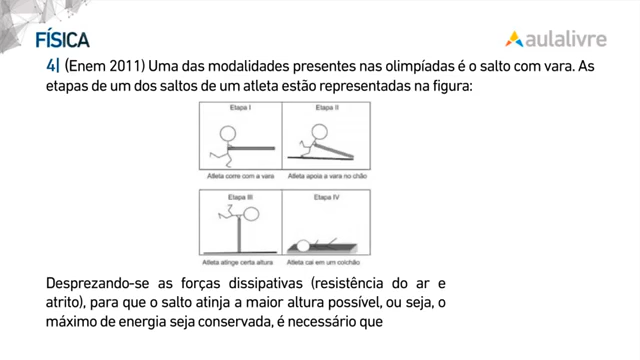 FÍSICA
aulalivre
4| (Enem 2011) Uma das modalidades presentes nas olimpíadas é o salto com vara. As
etapas de um dos saltos de um atleta estão representadas na figura:
Etapa I
Etapa II
Atleta corre com a vara
Atleta apoia a vara no chão
Etapa III
Etapa IV
Atleta atinge certa altura
Atleta cai em um colchão
Desprezando-se as forças dissipativas (resistência do ar e
atrito), para que o salto atinja a maior altura possível, ou seja, o
máximo de energia seja conservada, é necessário que